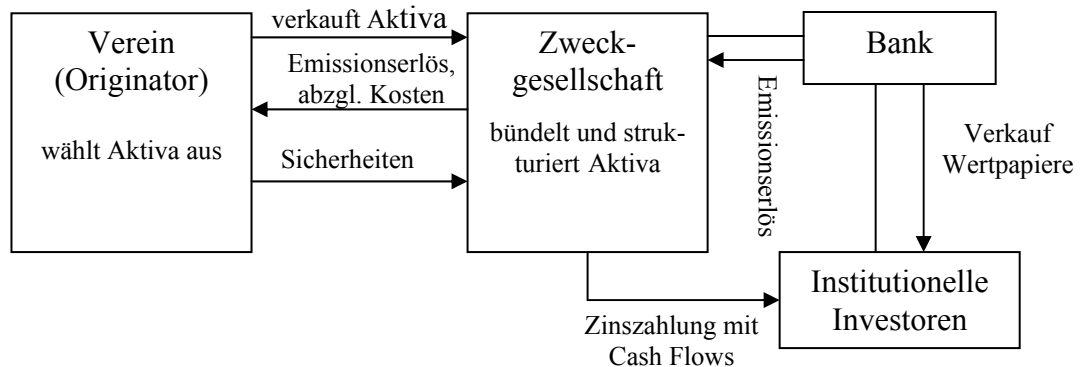 Verein
(Originator)
wählt Aktiva aus
verkauft Aktiva
Emissionserlös,
abzgl. Kosten
Sicherheiten
Zweck-
gesellschaft
bündelt und struk-
turiert Aktiva
Emissionserlös
Bank
Verkauf
Wertpapiere
Institutionelle
Investoren
Zinszahlung mit
Cash Flows